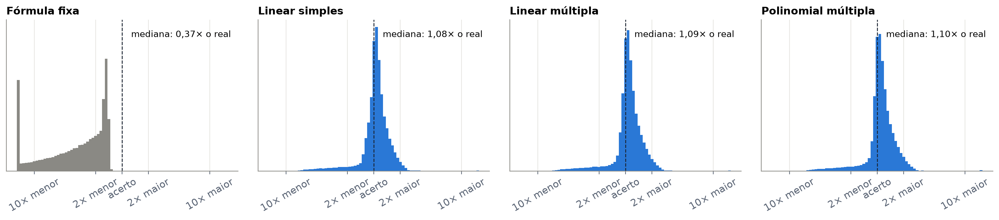 Fórmula fixa
mediana: 0,37× o real
10× menor
2× menor
acerto
2× maior
10× maior
Linear simples
mediana: 1,08× o real
10× menor
2× menor
acerto
2× maior
10× maior
Linear múltipla
mediana: 1,09× o real
10× menor
2× menor
acerto
2× maior
10× maior
Polinomial múltipla
mediana: 1,10× o real
10× menor
2× menor
acerto
2× maior
10× maior